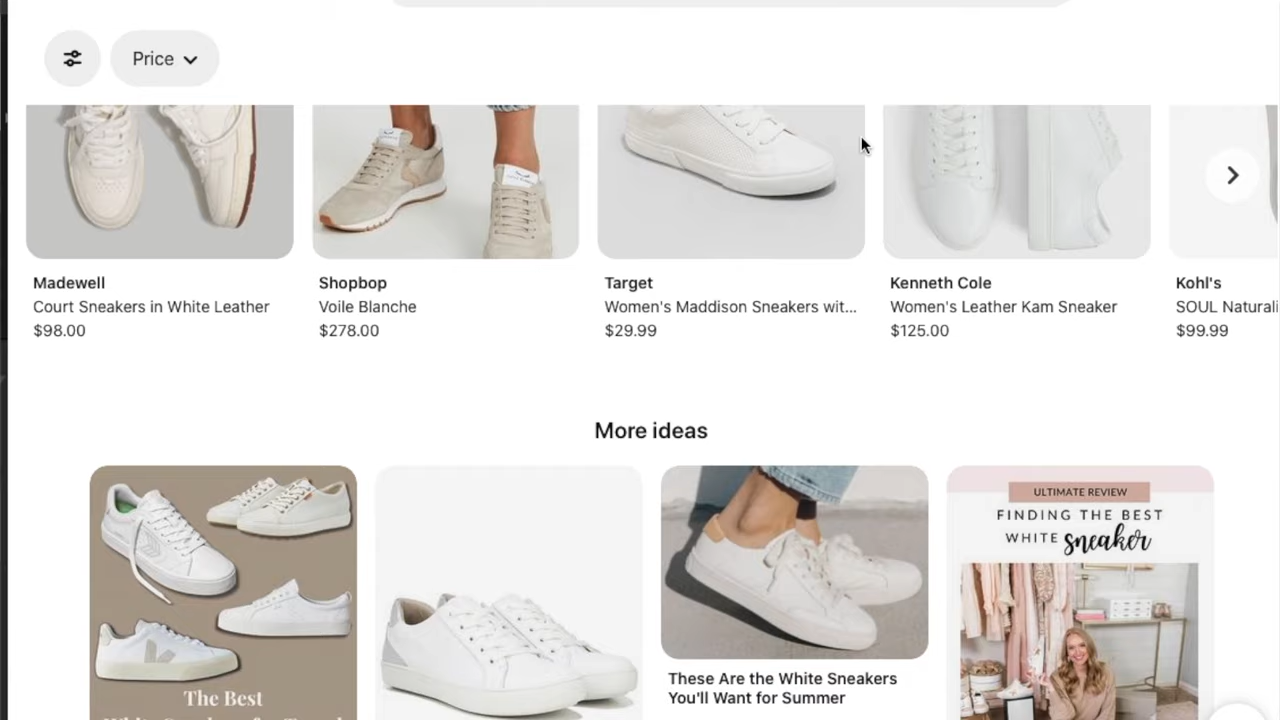 Price
Madewell
Court Sneakers in White Leather
$98.00
Shopbop
Voile Blanche
$278.00
Target
Women's Maddison Sneakers wit...
$29.99
Kenneth Cole
Women's Leather Kam Sneaker
$125.00
Kohl's
SOUL Naturali
$99.99
More ideas
The Best
These Are the White Sneakers
You'll Want for Summer
ULTIMATE REVIEW
FINDING THE BEST
WHITE sneaker